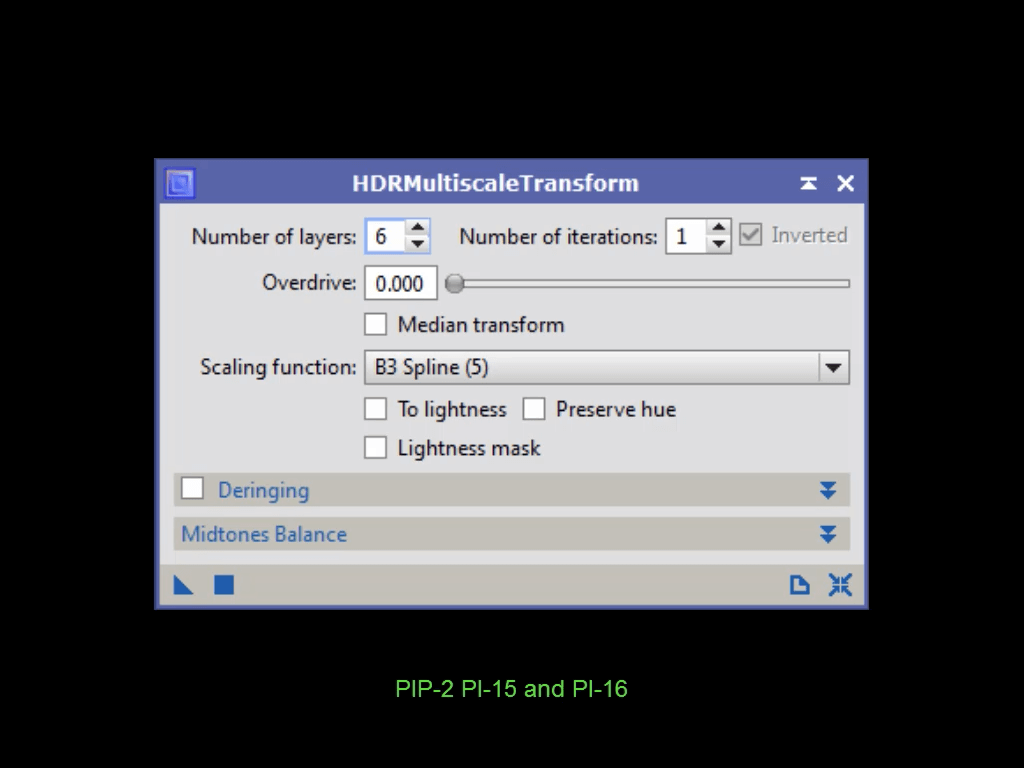 HDRMultiscaleTransform
Number of layers: 6 Number of iterations: 1 Inverted
Overdrive: 0.000
Median transform
Scaling function: B3 Spline (5)
To lightness Preserve hue
Lightness mask
Deringing
Midtones Balance
PIP-2 PI-15 and PI-16